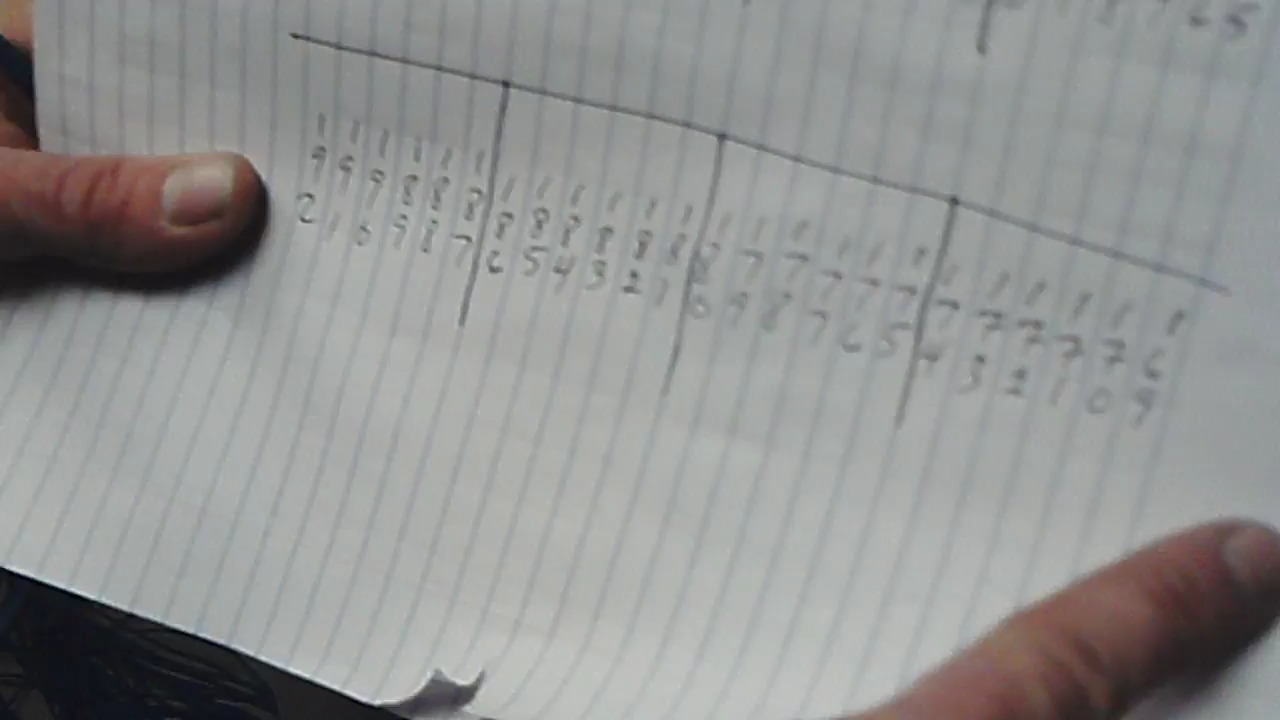 6 5
1 1 1 1 1 1 1 1 1 1 1 1 1 1 1 1 1 1 1 1 1 1 1 1
9 9 9 8 8 8 8 8 8 8 8 8 8 7 7 7 7 7 7 7 7 7 7 6
2 1 0 9 8 7 6 5 4 3 2 1 0 9 8 7 6 5 4 3 2 1 0 9